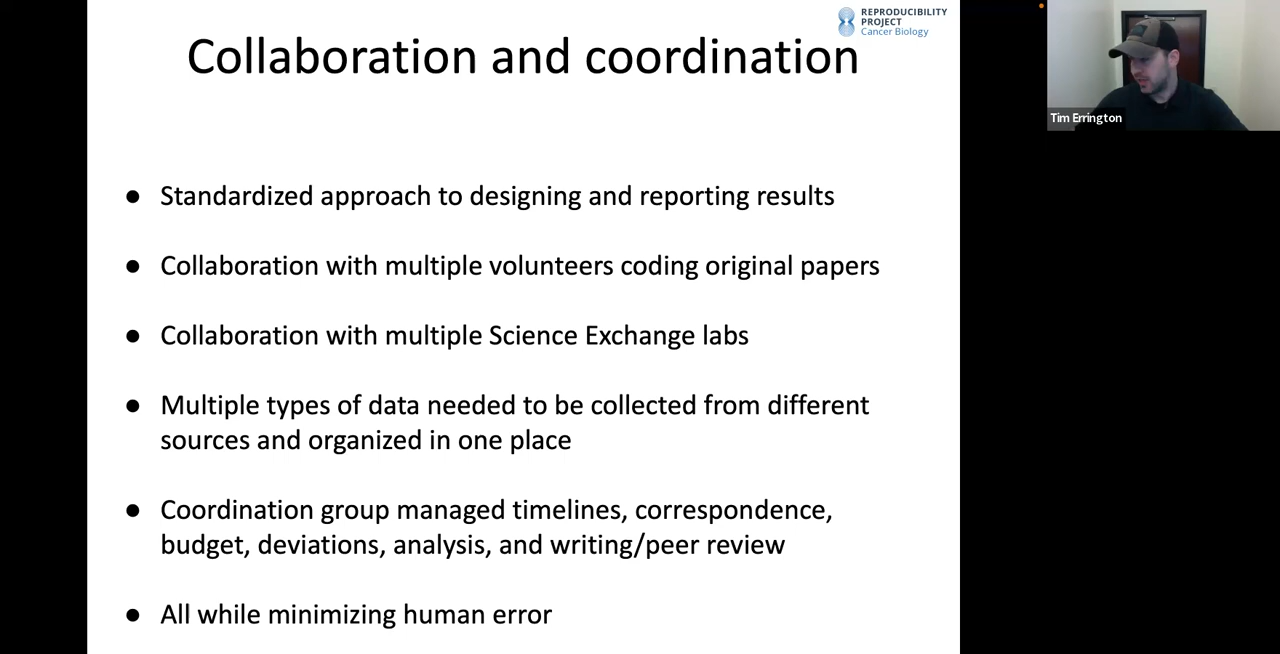 REPRODUCIBILITY
PROJECT
Cancer Biology
Collaboration and coordination
Tim Errington
● Standardized approach to designing and reporting results
● Collaboration with multiple volunteers coding original papers
● Collaboration with multiple Science Exchange labs
● Multiple types of data needed to be collected from different
sources and organized in one place
● Coordination group managed timelines, correspondence,
budget, deviations, analysis, and writing/peer review
● All while minimizing human error